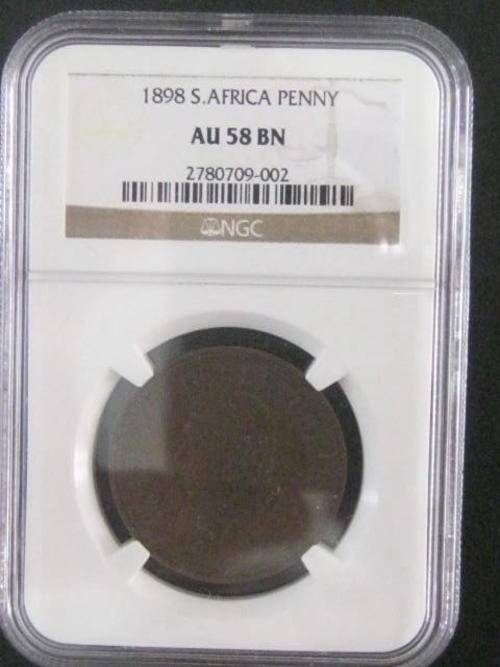 1898 S.AFRICA PENNY
AU 58 BN
2780709-002
NGC